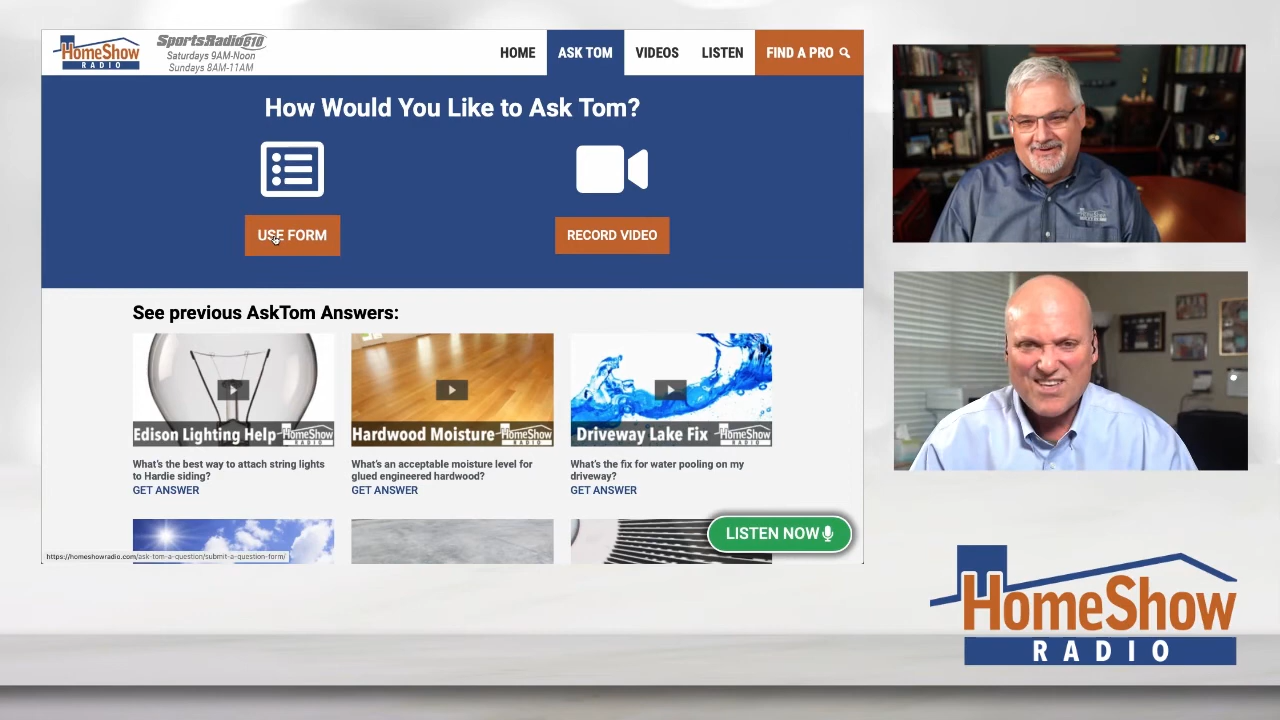 HomeShow
RADIO
SportsRadio610
Saturdays 9AM-Noon
Sundays 8AM-11AM
HOME
ASK TOM
VIDEOS
LISTEN
FIND A PRO
How Would You Like to Ask Tom?
USE FORM
RECORD VIDEO
See previous AskTom Answers:
Edison Lighting Help
HomeShow
RADIO
Hardwood Moisture
HomeShow
RADIO
Driveway Lake Fix
HomeShow
RADIO
What's the best way to attach string lights
to Hardie siding?
GET ANSWER
What's an acceptable moisture level for
glued engineered hardwood?
GET ANSWER
What's the fix for water pooling on my
driveway?
GET ANSWER
LISTEN NOW
https://homeshowradio.com/ask-tom-a-question/submit-a-question-form/
HomeShow
RADIO